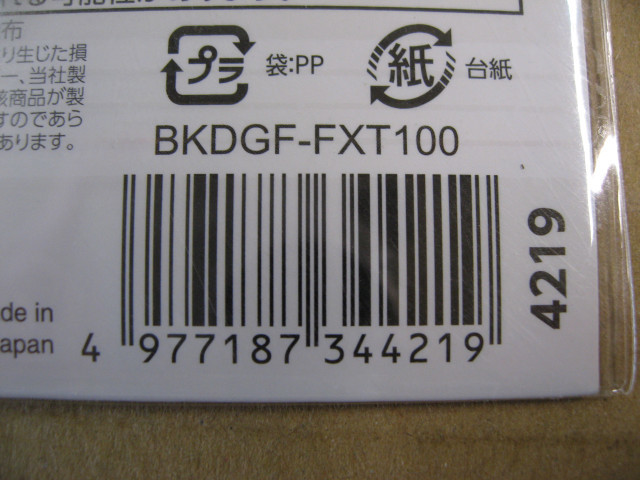 布
り生じた損
ー、当社製
該商品が製
すのであら
あります。
プラ
袋:PP
紙
台紙
BKDGF-FXT100
4 977187 344219
4219
de in
apan